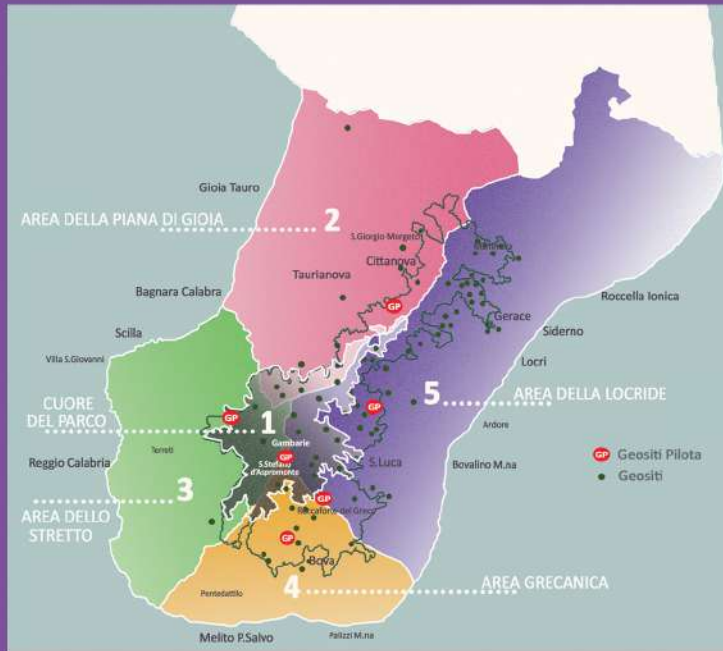 Gioia Tauro
AREA DELLA PIANA DI GIOIA
2
S.Giorgio Morgeto
Cittanova
Taurianova
Mammola
Bagnara Calabra
GP
Roccella Ionica
Scilla
Gerace
Siderno
Villa S.Giovanni
Locri
5
AREA DELLA LOCRIDE
CUORE
DEL PARCO
GP
GP
1
Gambarie
Ardore
Terreti
GP
S.Stefano
d'Aspromonte
S.Luca
Bovalino M.na
GP Geositi Pilota
Geositi
Reggio Calabria
3
GP
AREA DELLO
STRETTO
Roccaforte del Greco
GP
Bova
4
AREA GRECANICA
Pentedattilo
Melito P.Salvo
Palizzi M.na